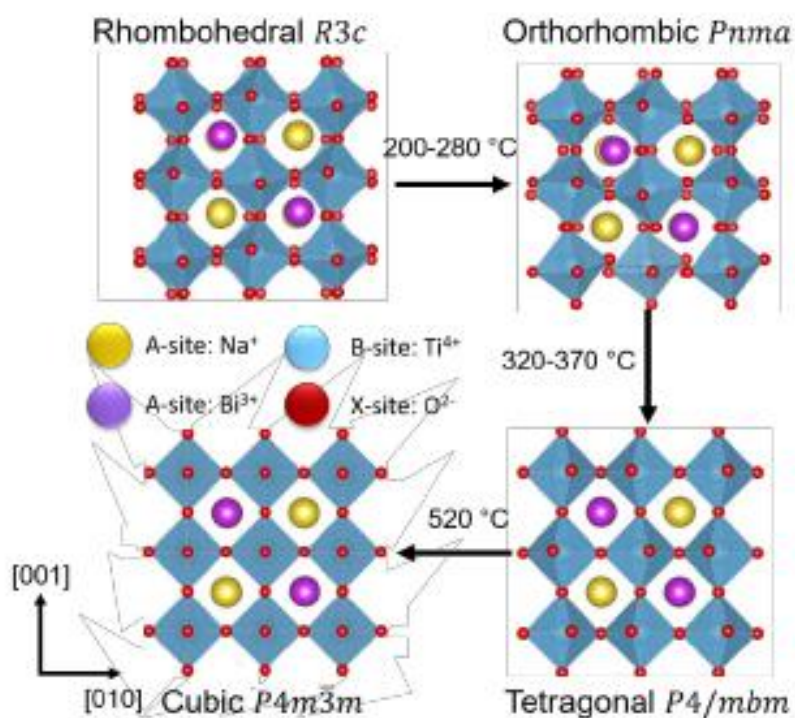 Rhombohedral R3c
Orthorhombic Pnma
200-280 °C
A-site: Na⁺
B-site: Ti⁴⁺
A-site: Bi³⁺
X-site: O²⁻
320-370 °C
520 °C
[001]
[010]
Cubic P4m3̅m
Tetragonal P4/mbm